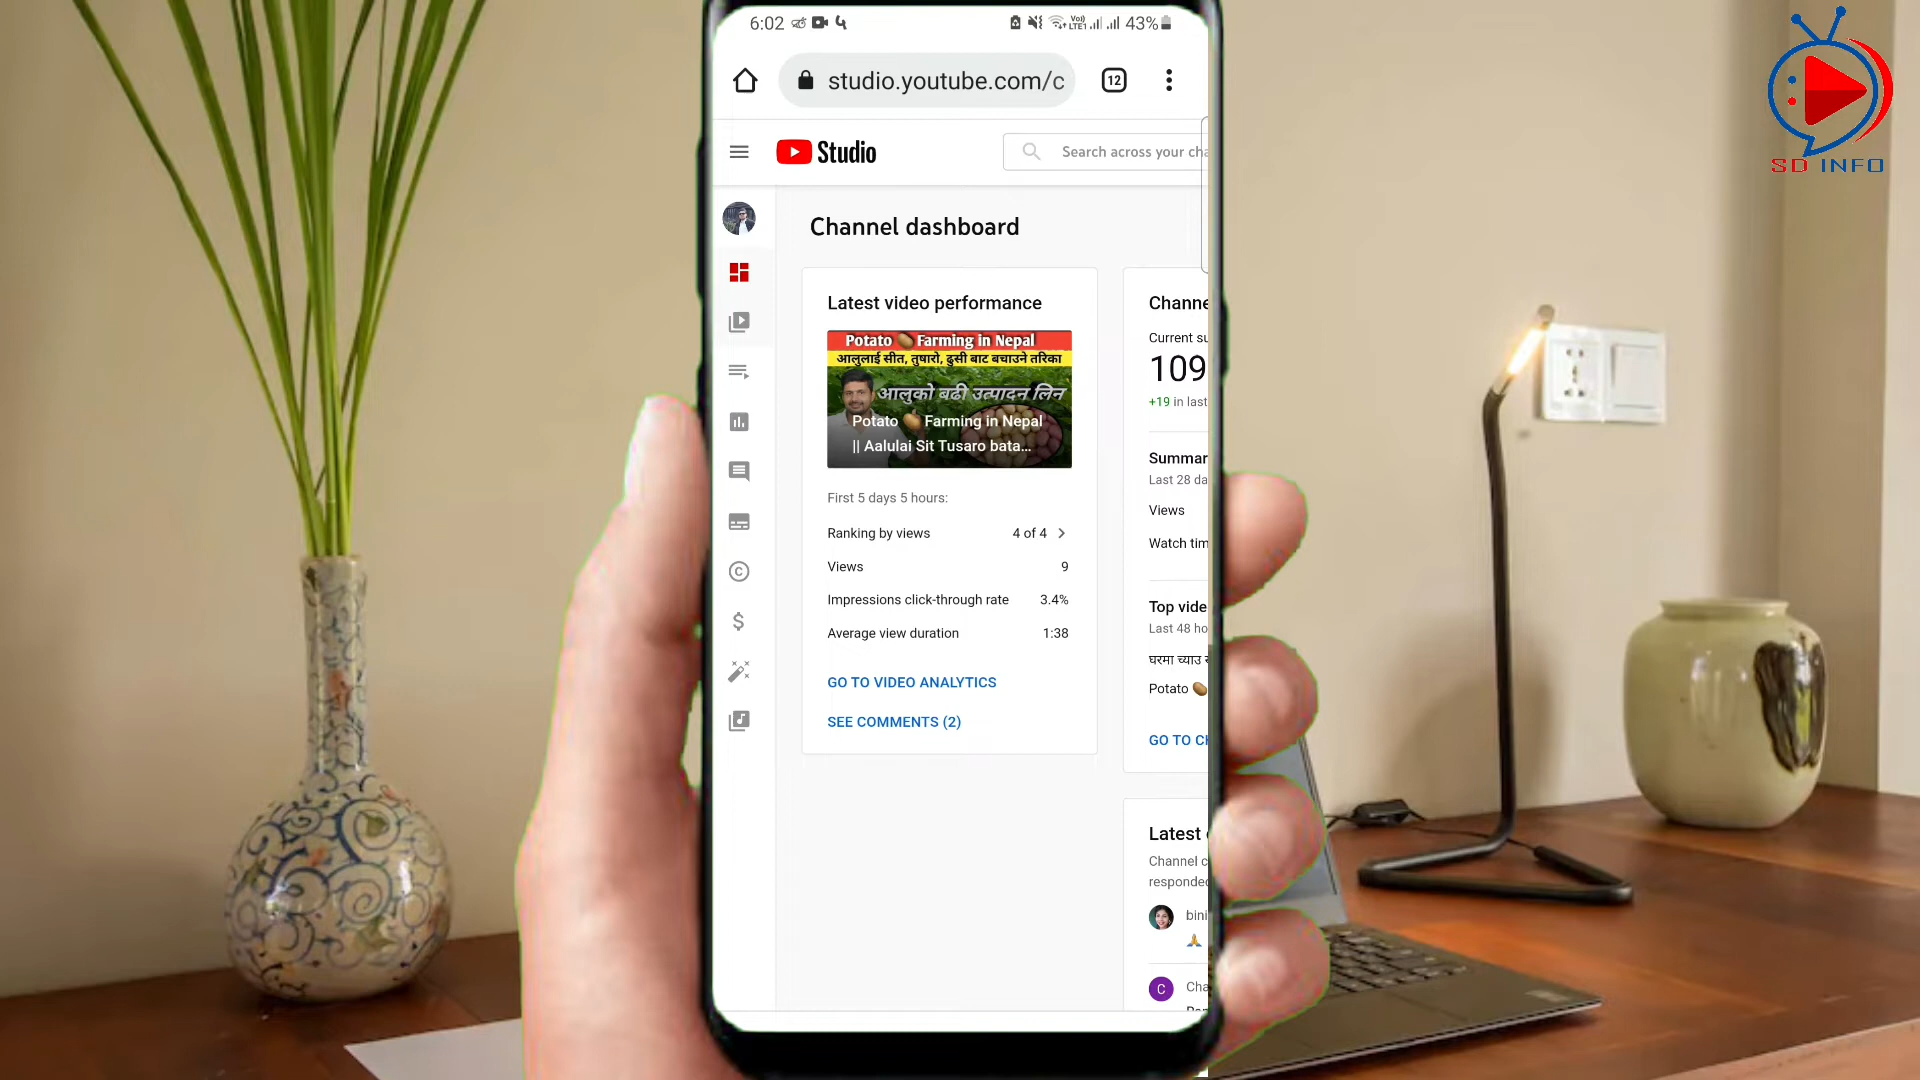 6:02
43%
studio.youtube.com/c
12
SD INFO
Studio
Search across your cha
Channel dashboard
Latest video performance
Potato Farming in Nepal
आलुलाई सीत, तुषारो, ढुसी बाट बचाउने तरिका
आलुको बढी उत्पादन लिन
Potato 🥔 Farming in Nepal
|| Aalulai Sit Tusaro bata...
First 5 days 5 hours:
Ranking by views 4 of 4
Views 9
Impressions click-through rate 3.4%
Average view duration 1:38
GO TO VIDEO ANALYTICS
SEE COMMENTS (2)
Channe
Current su
109
+19 in last
Summar
Last 28 da
Views
Watch tim
Top vide
Last 48 ho
घरमा च्याउ
Potato 🥔
GO TO CH
Latest
Channel c
responded
bini
🙏
C
Cha